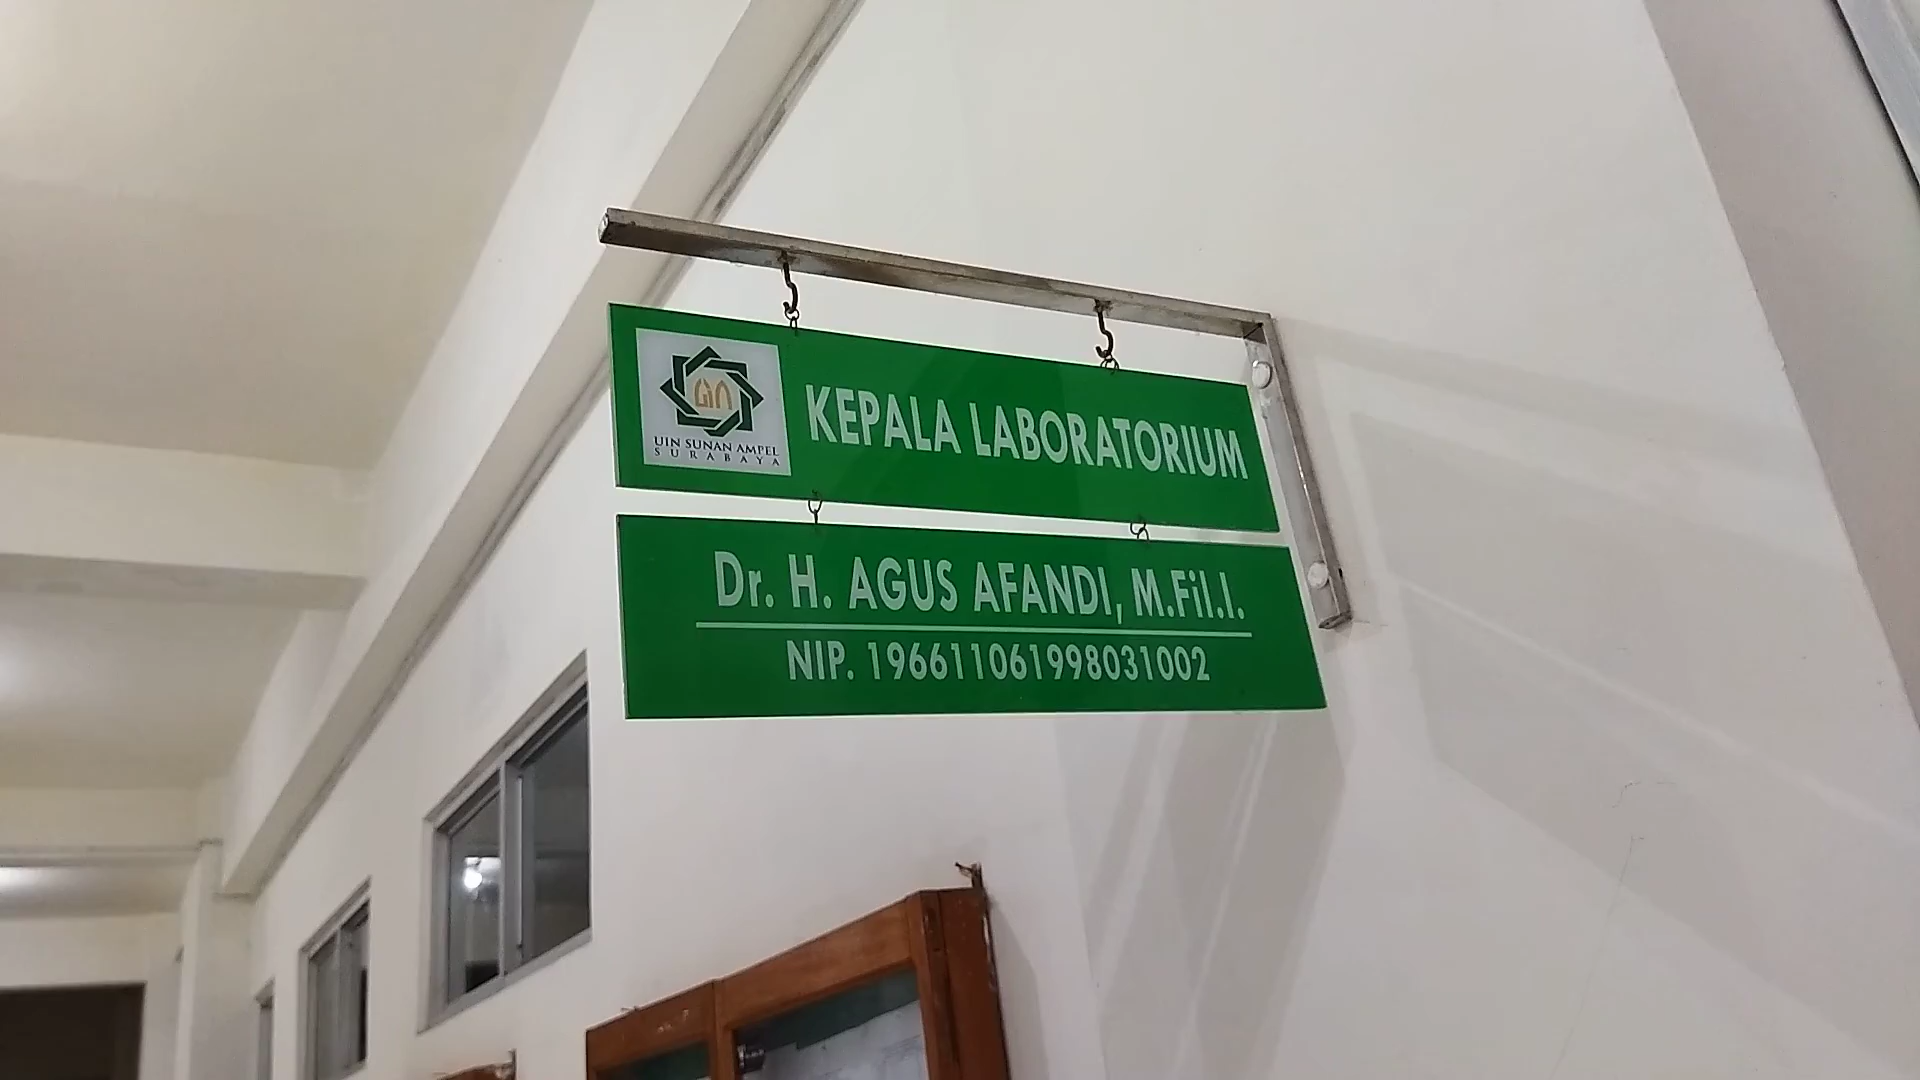 UIN SUNAN AMPEL
SURABAYA
KEPALA LABORATORIUM
Dr. H. AGUS AFANDI, M.Fil.I.
NIP. 196611061998031002